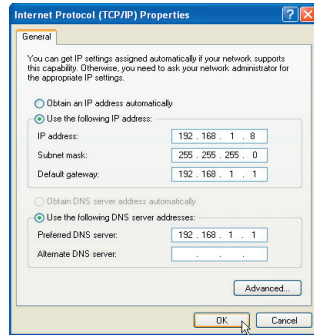 Internet Protocol (TCP/IP) Properties
General
You can get IP settings assigned automatically if your network supports
this capability. Otherwise, you need to ask your network administrator for
the appropriate IP settings.
Obtain an IP address automatically
Use the following IP address:
IP address: 192 . 168 . 1 . 8
Subnet mask: 255 . 255 . 255 . 0
Default gateway: 192 . 168 . 1 . 1
Obtain DNS server address automatically
Use the following DNS server addresses:
Preferred DNS server: 192 . 168 . 1 . 1
Alternate DNS server: . . .
Advanced...
OK Cancel